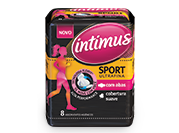 NOVO
intimus
SPORT
ULTRAFINA
com abas
cobertura
suave
8